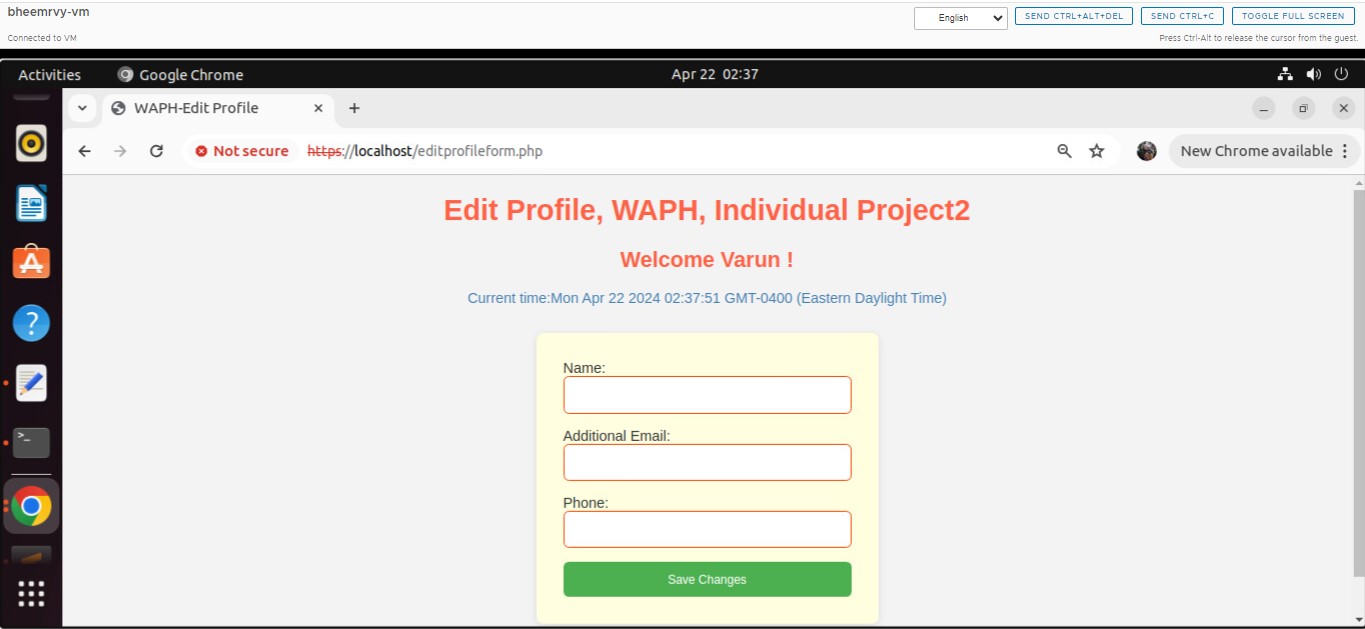 bheemrvy-vm
English
SEND CTRL+ALT+DEL
SEND CTRL+C
TOGGLE FULL SCREEN
Connected to VM
Press Ctrl-Alt to release the cursor from the guest.
Activities
Google Chrome
Apr 22 02:37
WAPH-Edit Profile
Not secure
https://localhost/editprofileform.php
New Chrome available
Edit Profile, WAPH, Individual Project2
Welcome Varun !
Current time:Mon Apr 22 2024 02:37:51 GMT-0400 (Eastern Daylight Time)
Name:
Additional Email:
Phone:
Save Changes